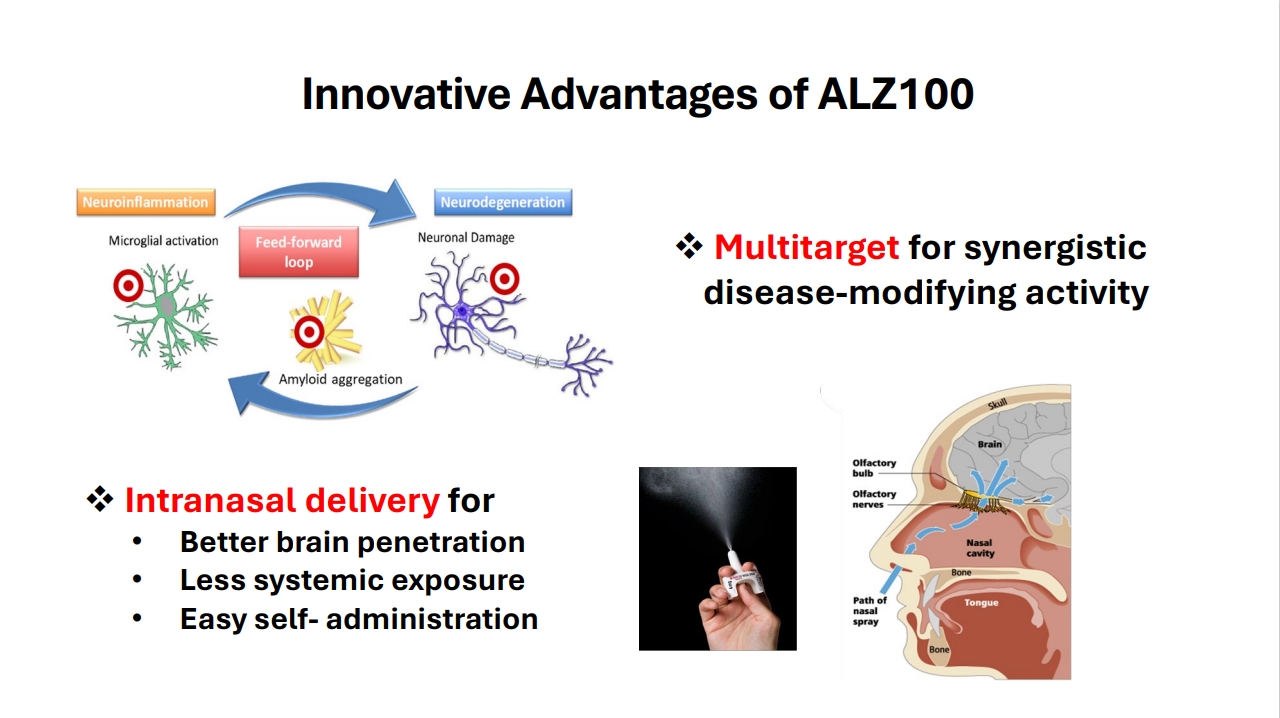 Innovative Advantages of ALZ100
Neuroinflammation
Neurodegeneration
Microglial activation
Feed-forward
loop
Neuronal Damage
Amyloid aggregation
❖ Multitarget for synergistic
disease-modifying activity
❖ Intranasal delivery for
• Better brain penetration
• Less systemic exposure
• Easy self- administration
Skull
Brain
Olfactory
bulb
Olfactory
nerves
Nasal
cavity
Bone
Path of
nasal
spray
Tongue
Bone